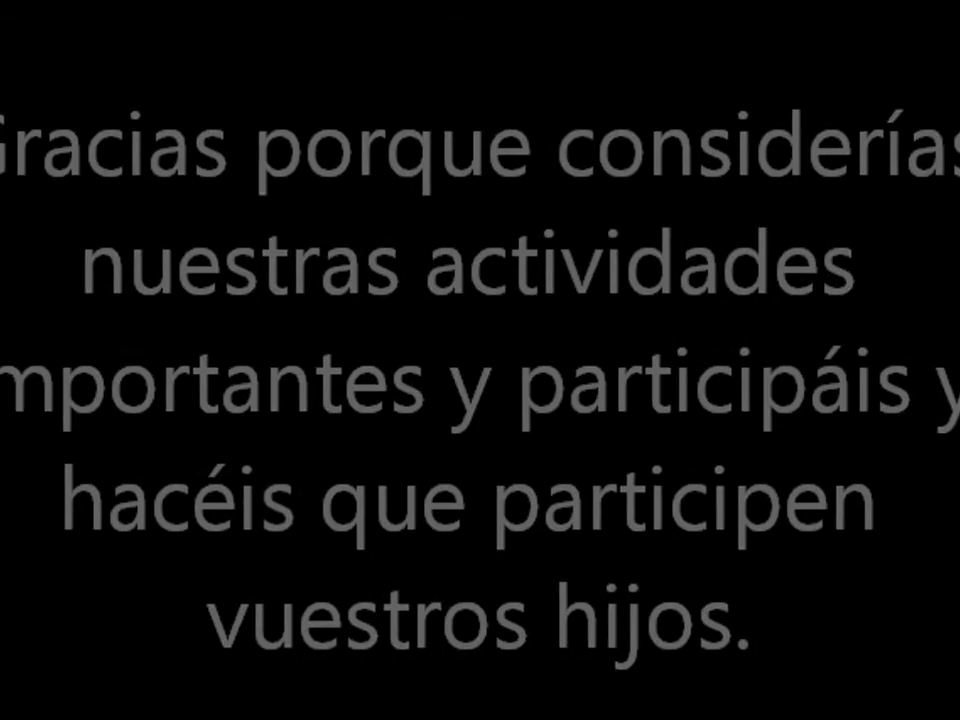 Gracias porque considerías
nuestras actividades
importantes y participáis y
hacéis que participen
vuestros hijos.